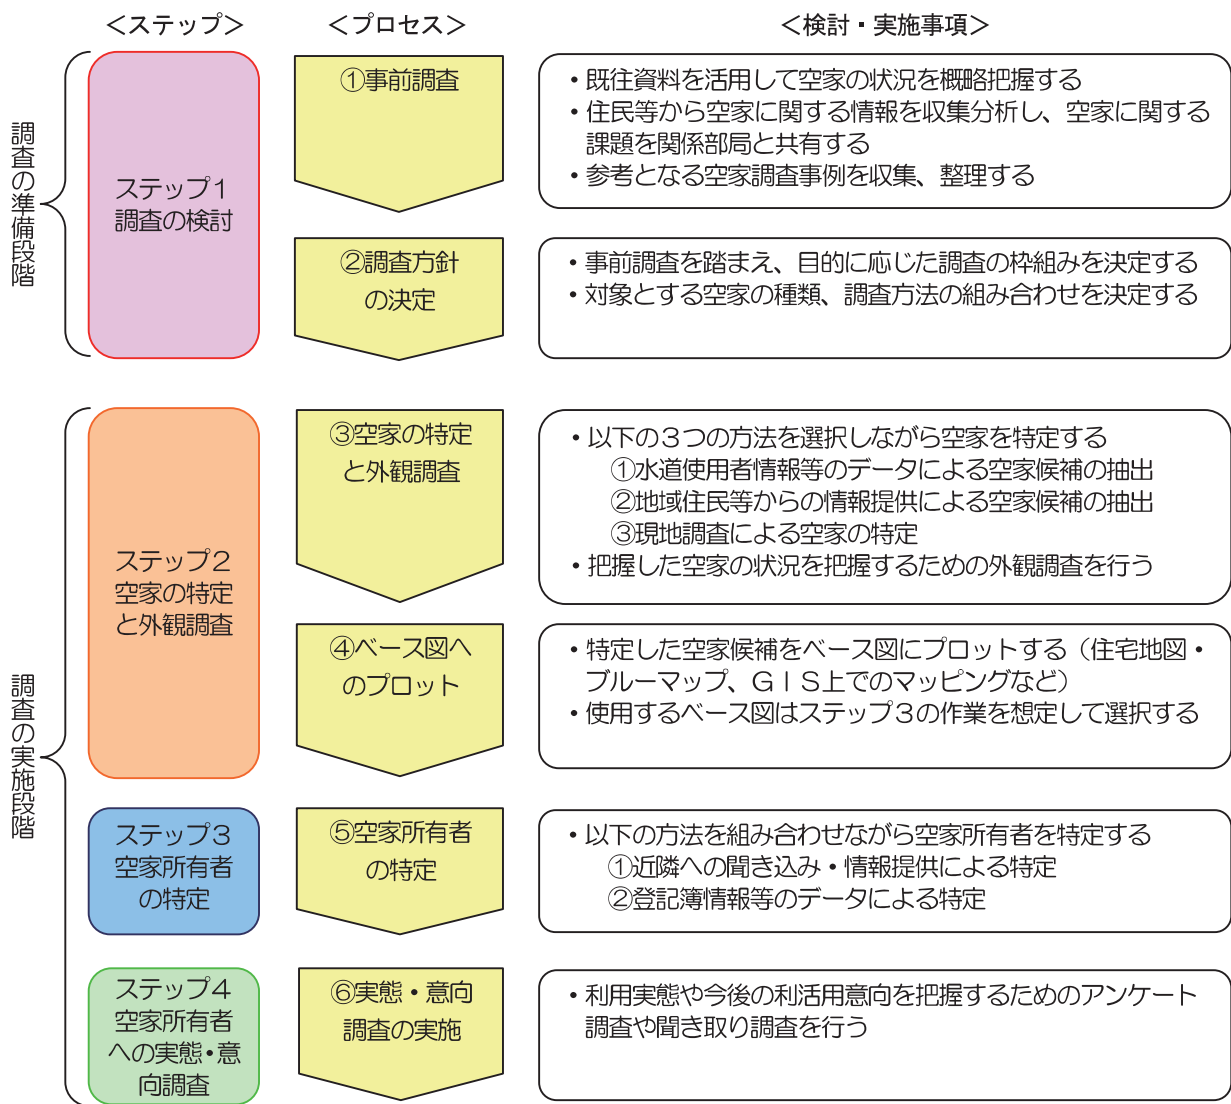 ＜ステップ＞
＜プロセス＞
＜検討・実施事項＞
調査の準備段階
ステップ１
調査の検討
①事前調査
・既往資料を活用して空家の状況を概略把握する
・住民等から空家に関する情報を収集分析し、空家に関する
課題を関係部局と共有する
・参考となる空家調査事例を収集、整理する
②調査方針
の決定
・事前調査を踏まえ、目的に応じた調査の枠組みを決定する
・対象とする空家の種類、調査方法の組み合わせを決定する
調査の実施段階
ステップ２
空家の特定
と外観調査
③空家の特定
と外観調査
・以下の３つの方法を選択しながら空家を特定する
①水道使用者情報等のデータによる空家候補の抽出
②地域住民等からの情報提供による空家候補の抽出
③現地調査による空家の特定
・把握した空家の状況を把握するための外観調査を行う
④ベース図へ
のプロット
・特定した空家候補をベース図にプロットする（住宅地図・
ブルーマップ、ＧＩＳ上でのマッピングなど）
・使用するベース図はステップ３の作業を想定して選択する
ステップ３
空家所有者
の特定
⑤空家所有者
の特定
・以下の方法を組み合わせながら空家所有者を特定する
①近隣への聞き込み・情報提供による特定
②登記簿情報等のデータによる特定
ステップ４
空家所有者
への実態・意
向調査
⑥実態・意向
調査の実施
・利用実態や今後の利活用意向を把握するためのアンケート
調査や聞き取り調査を行う